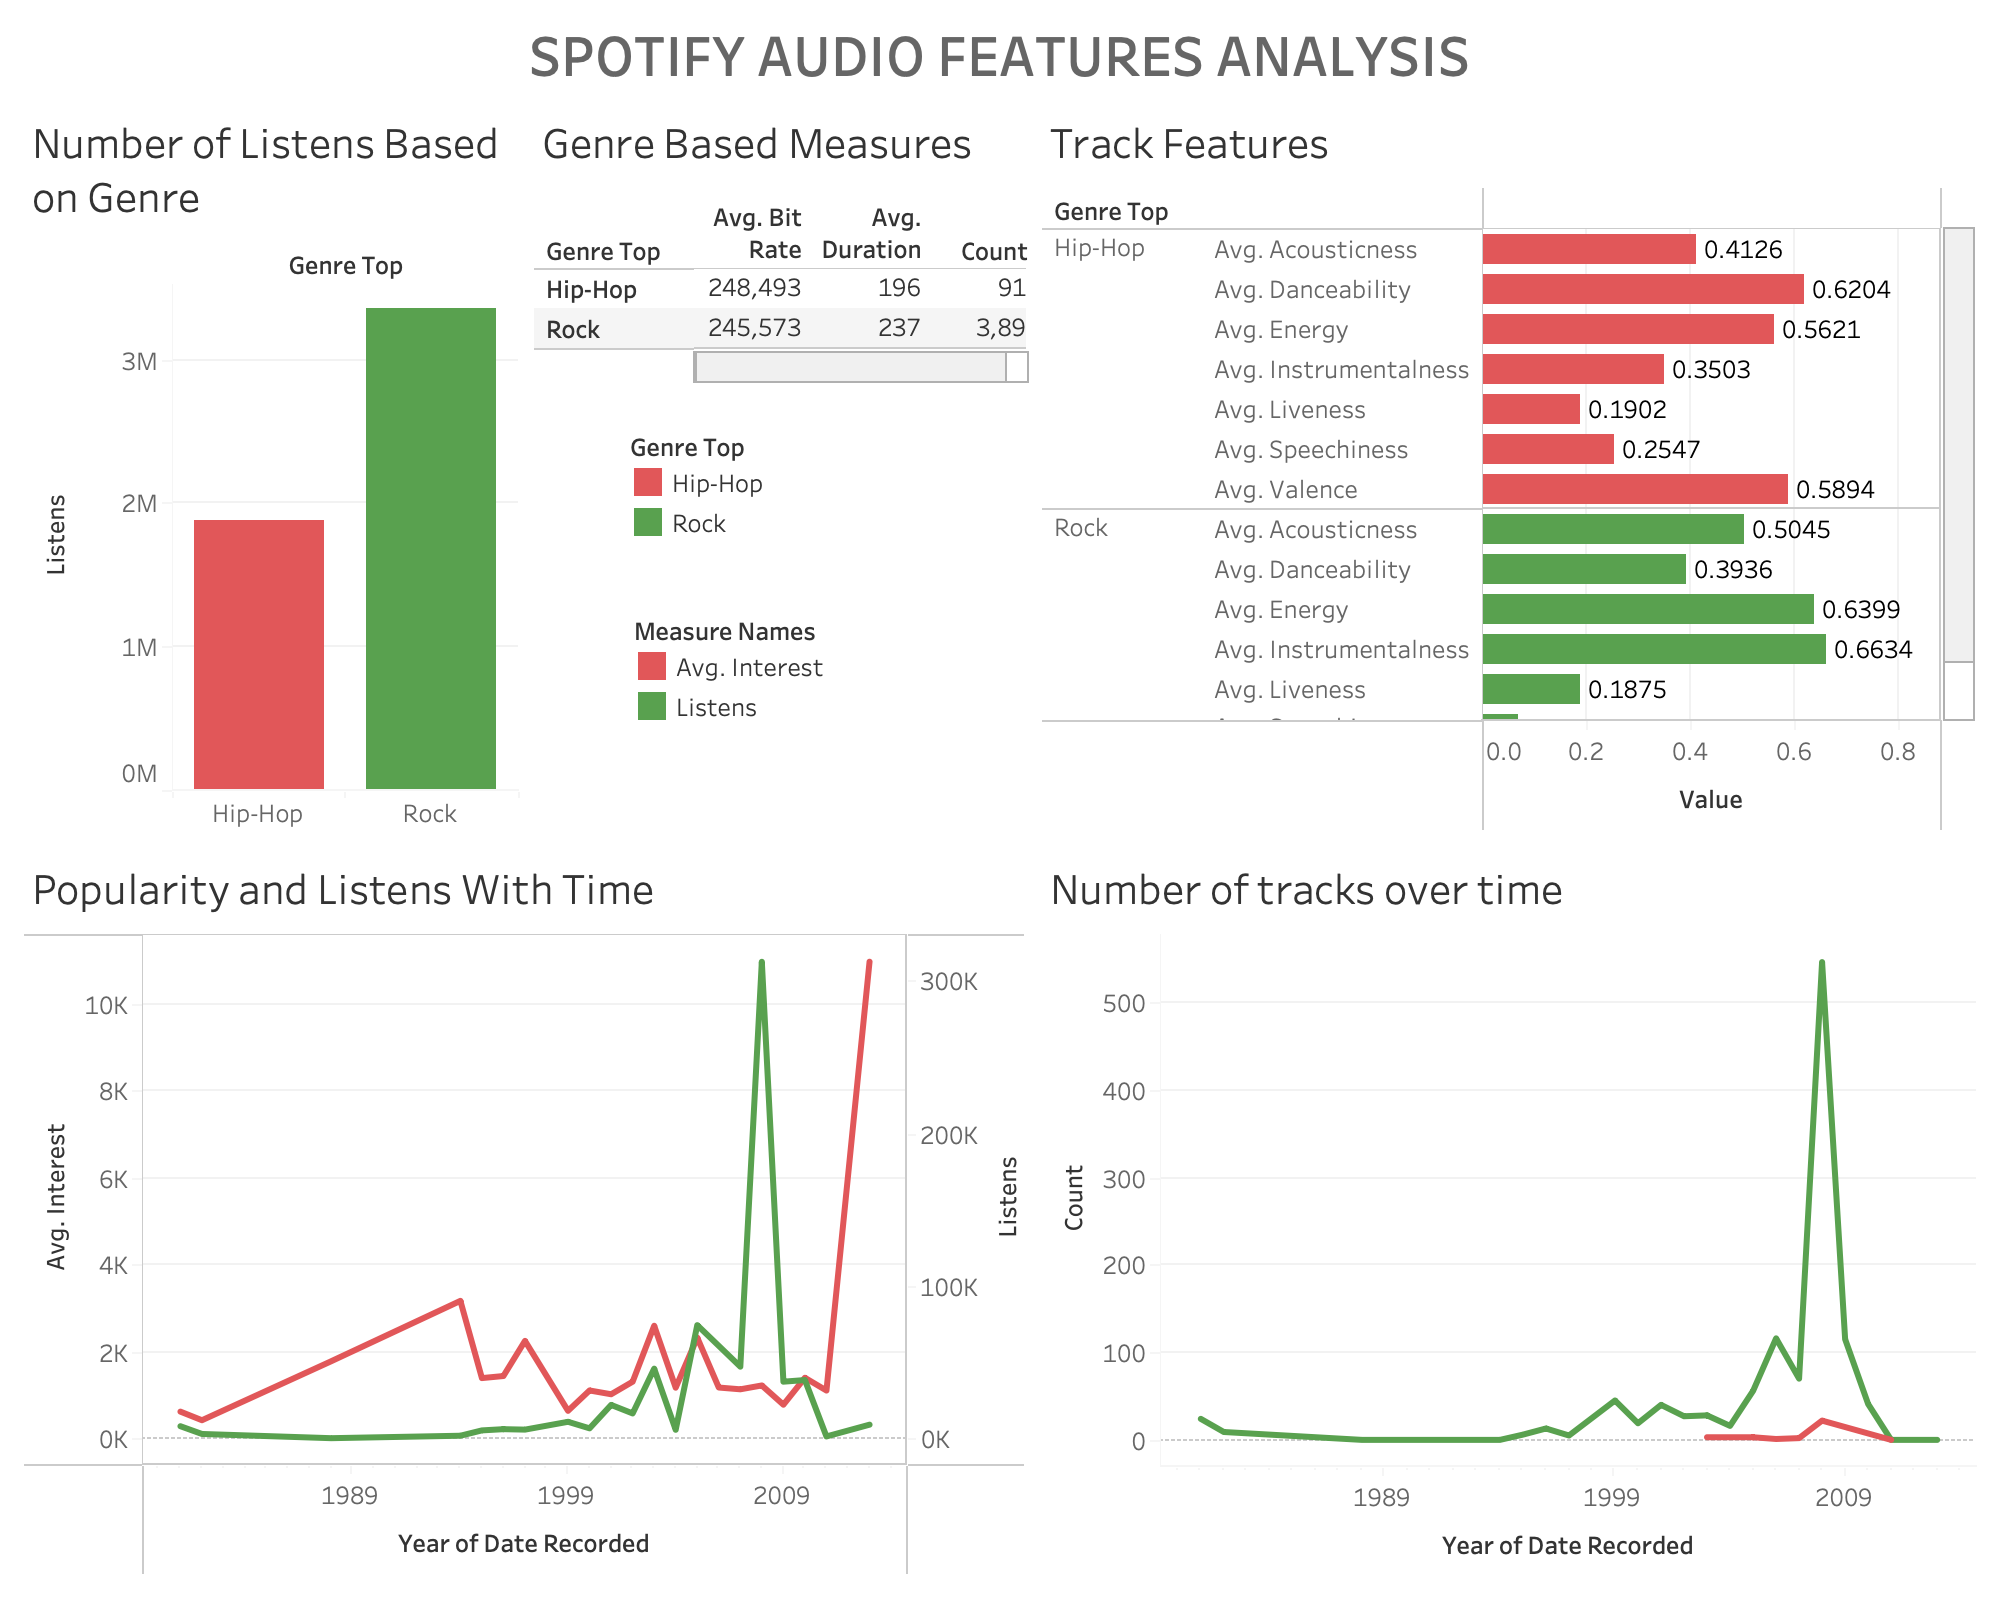 SPOTIFY AUDIO FEATURES ANALYSIS
Number of Listens Based
on Genre
Genre Top
Listens
3M
2M
1M
0M
Hip-Hop
Rock
Genre Based Measures
Genre Top Avg. Bit Rate Avg. Duration Count
Hip-Hop 248,493 196 91
Rock 245,573 237 3,89
Genre Top
Hip-Hop
Rock
Measure Names
Avg. Interest
Listens
Track Features
Genre Top
Hip-Hop Avg. Acousticness 0.4126
Avg. Danceability 0.6204
Avg. Energy 0.5621
Avg. Instrumentalness 0.3503
Avg. Liveness 0.1902
Avg. Speechiness 0.2547
Avg. Valence 0.5894
Rock Avg. Acousticness 0.5045
Avg. Danceability 0.3936
Avg. Energy 0.6399
Avg. Instrumentalness 0.6634
Avg. Liveness 0.1875
0.0 0.2 0.4 0.6 0.8
Value
Popularity and Listens With Time
Avg. Interest
10K
8K
6K
4K
2K
0K
300K
200K
100K
0K
Listens
1989 1999 2009
Year of Date Recorded
Number of tracks over time
Count
500
400
300
200
100
0
1989 1999 2009
Year of Date Recorded